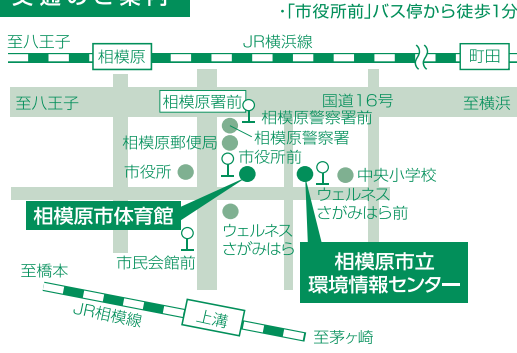 交通のご案内
・「市役所前」バス停から徒歩1分
至八王子
JR横浜線
相模原
町田
至八王子
相模原署前
国道16号
至横浜
相模原警察署前
相模原警察署
相模原郵便局
市役所前
市役所
中央小学校
ウェルネス
さがみはら前
相模原市体育館
ウェルネス
さがみはら
市民会館前
相模原市立
環境情報センター
至橋本
JR相模線
上溝
至茅ヶ崎